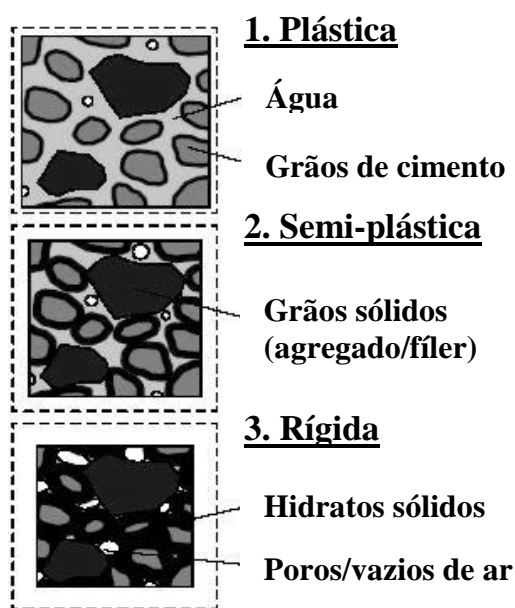 1. Plástica
Água
Grãos de cimento
2. Semi-plástica
Grãos sólidos
(agregado/fíler)
3. Rígida
Hidratos sólidos
Poros/vazios de ar